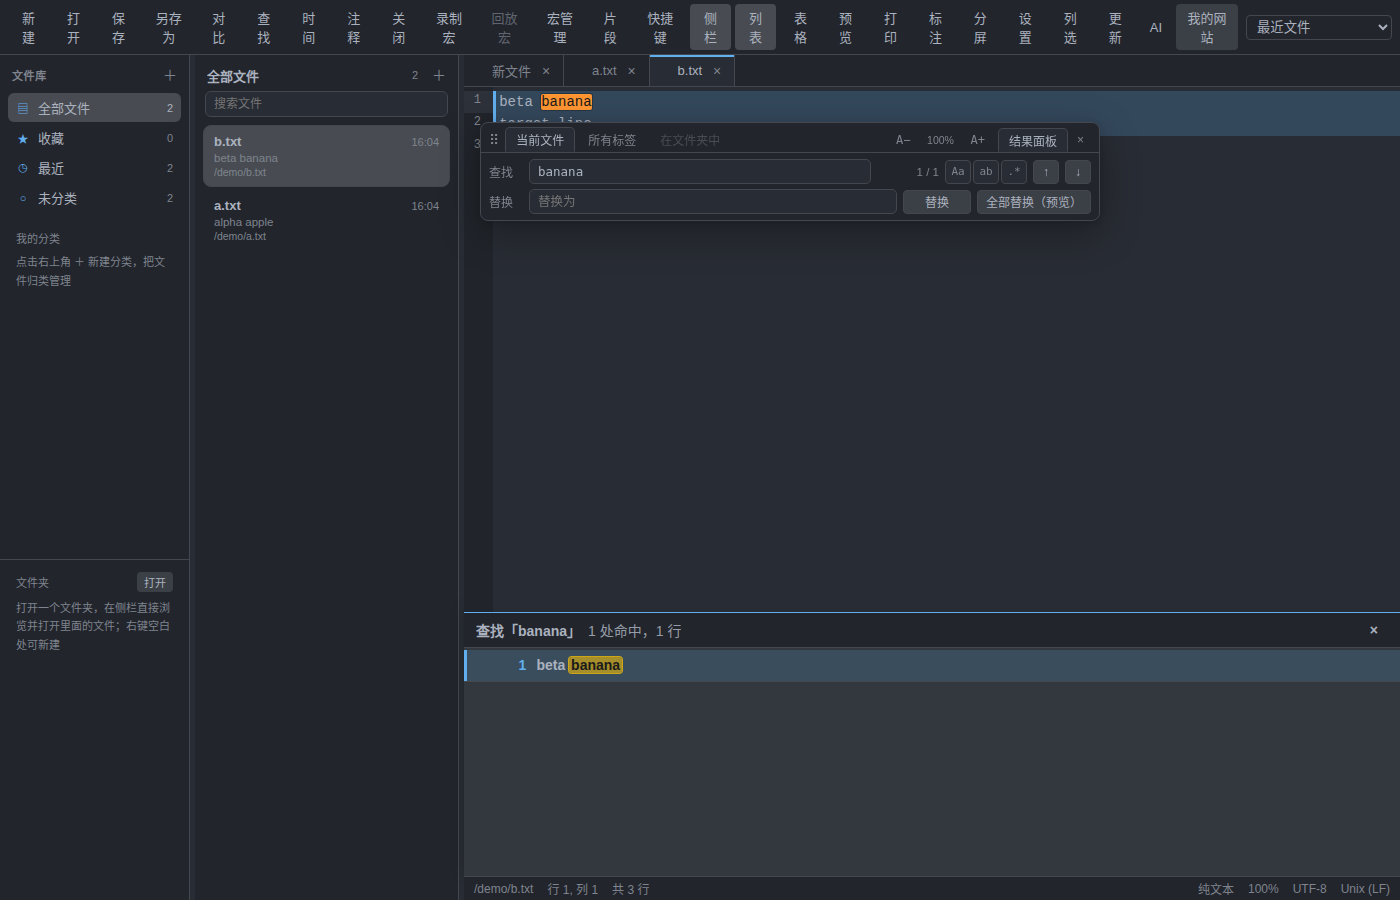 新建 打开 保存 另存为 对比 查找 时间 注释 关闭 录制宏 回放宏 宏管理 片段 快捷键 侧栏 列表 表格 预览 打印 标注 分屏 设置 列选 更新 AI 我的网站 最近文件
文件库 +
全部文件 2
收藏 0
最近 2
未分类 2
我的分类
点击右上角 + 新建分类，把文
件归类管理
文件夹 打开
打开一个文件夹，在侧栏直接浏
览并打开里面的文件；右键空白
处可新建
全部文件 2 +
搜索文件
b.txt 16:04
beta banana
/demo/b.txt
a.txt 16:04
alpha apple
/demo/a.txt
新文件 × a.txt × b.txt ×
1 beta banana
2 target line
3
当前文件 所有标签 在文件夹中 A− 100% A+ 结果面板 ×
查找 banana 1 / 1 Aa ab .* ↑ ↓
替换 替换为 替换 全部替换（预览）
查找「banana」 1 处命中，1 行 ×
1 beta banana
/demo/b.txt 行 1, 列 1 共 3 行 纯文本 100% UTF-8 Unix (LF)